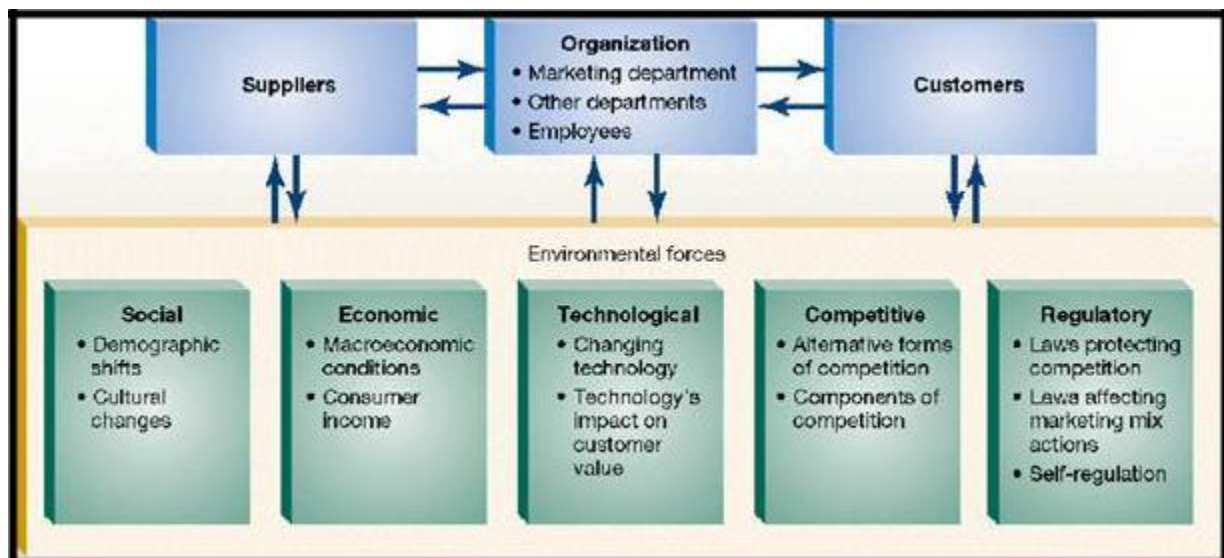 Suppliers
Organization
• Marketing department
• Other departments
• Employees
Customers
Environmental forces
Social
• Demographic
shifts
• Cultural
changes
Economic
• Macroeconomic
conditions
• Consumer
income
Technological
• Changing
technology
• Technology's
impact on
customer
value
Competitive
• Alternative forms
of competition
• Components of
competition
Regulatory
• Laws protecting
competition
• Laws affecting
marketing mix
actions
• Self-regulation